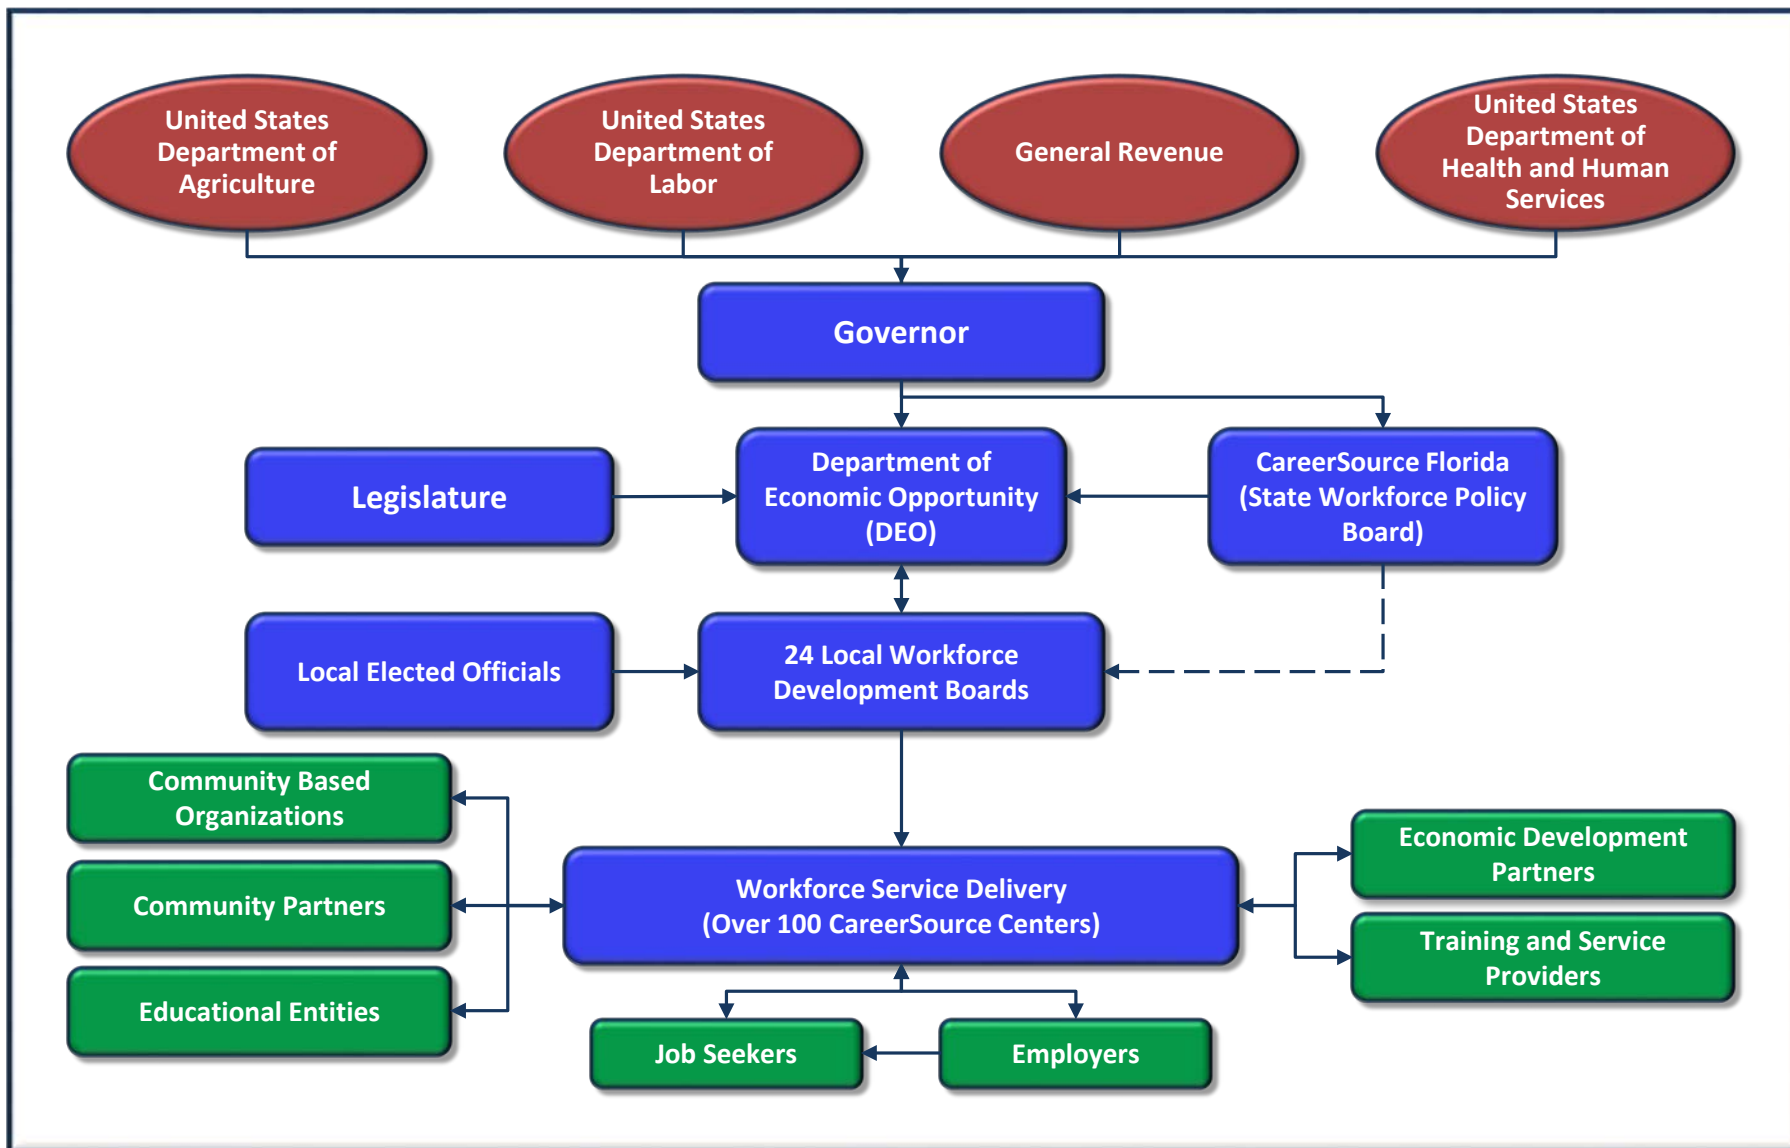 United States
Department of
Agriculture
United States
Department of
Labor
General Revenue
United States
Department of
Health and Human
Services
Governor
Legislature
Department of
Economic Opportunity
(DEO)
CareerSource Florida
(State Workforce Policy
Board)
Local Elected Officials
24 Local Workforce
Development Boards
Community Based
Organizations
Community Partners
Educational Entities
Workforce Service Delivery
(Over 100 CareerSource Centers)
Economic Development
Partners
Training and Service
Providers
Job Seekers
Employers